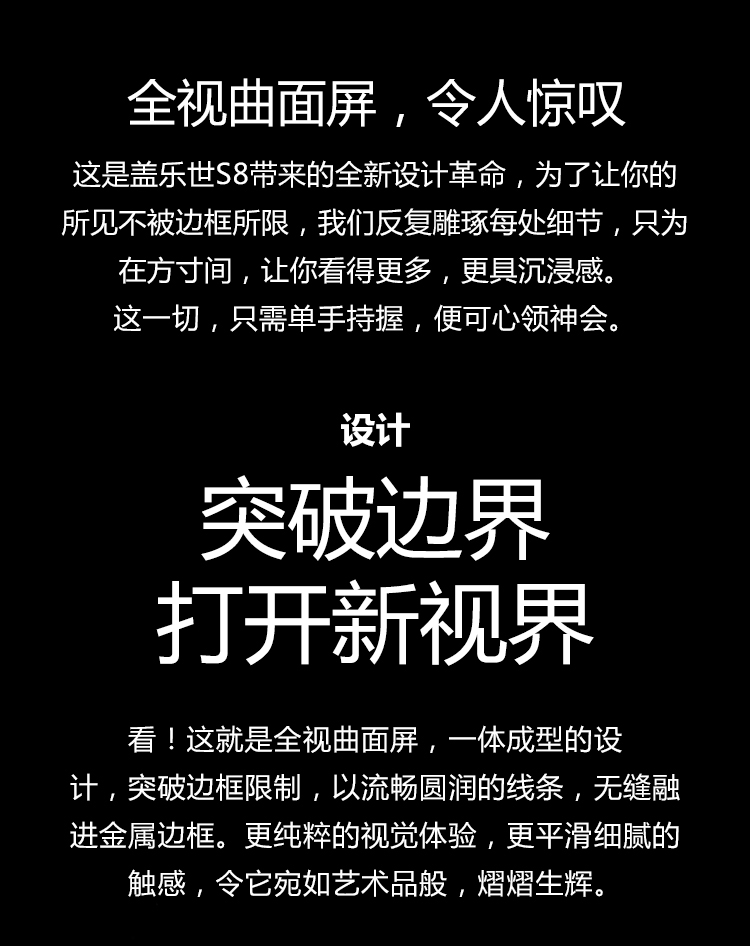 全视曲面屏，令人惊叹
这是盖乐世S8带来的全新设计革命，为了让你的
所见不被边框所限，我们反复雕琢每处细节，只为
在方寸间，让你看得更多，更具沉浸感。
这一切，只需单手持握，便可心领神会。
设计
突破边界
打开新视界
看！这就是全视曲面屏，一体成型的设
计，突破边框限制，以流畅圆润的线条，无缝融
进金属边框。更纯粹的视觉体验，更平滑细腻的
触感，令它宛如艺术品般，熠熠生辉。